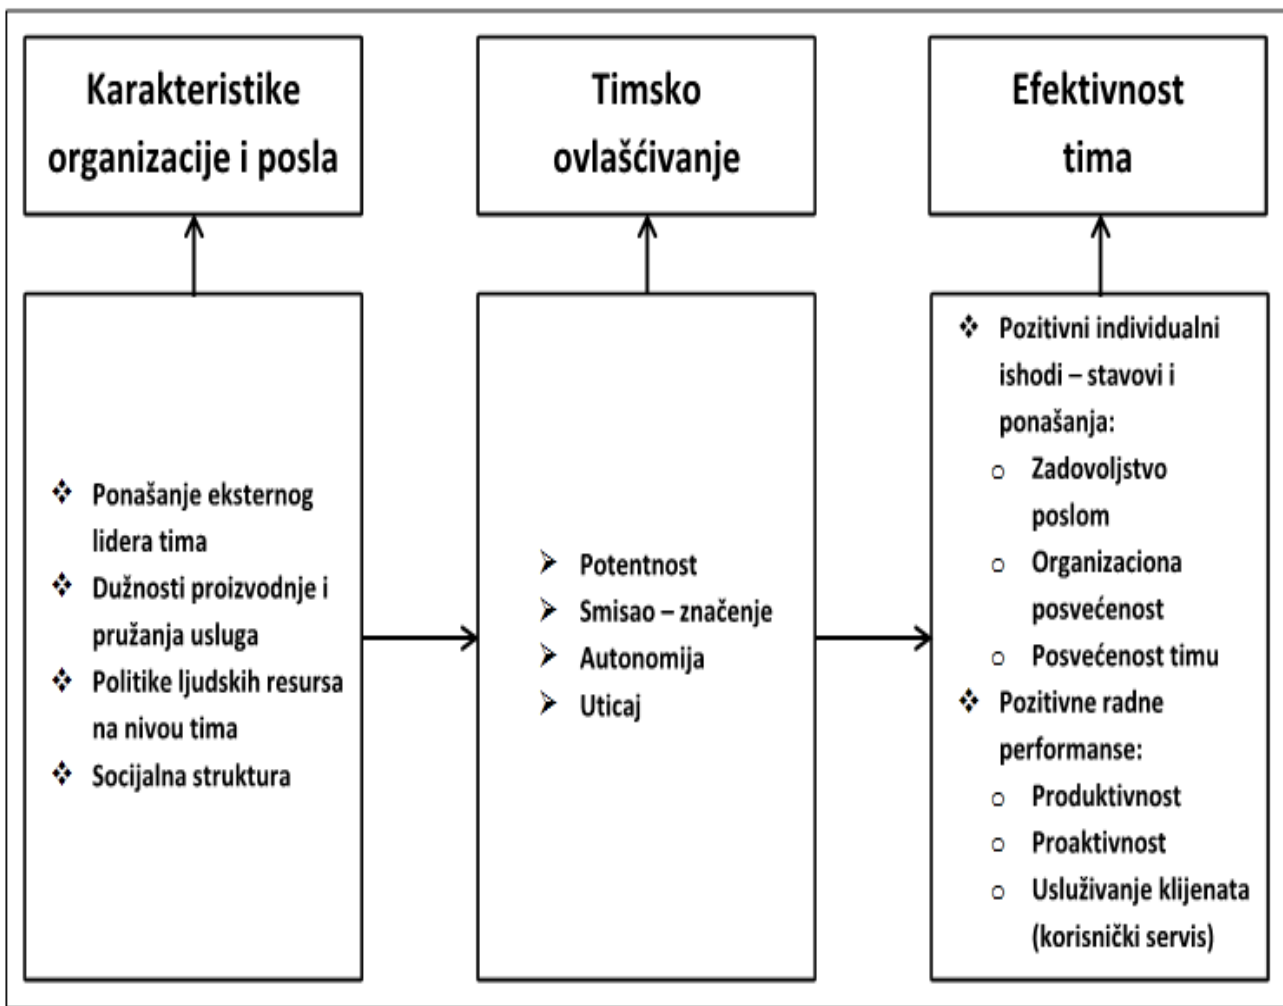 Karakteristike
organizacije i posla
Timsko
ovlašćivanje
Efektivnost
tima
❖ Ponašanje eksternog
lidera tima
❖ Dužnosti proizvodnje i
pružanja usluga
❖ Politike ljudskih resursa
na nivou tima
❖ Socijalna struktura
➢ Potentnost
➢ Smisao – značenje
➢ Autonomija
➢ Uticaj
❖ Pozitivni individualni
ishodi – stavovi i
ponašanja:
o Zadovoljstvo
poslom
o Organizaciona
posvećenost
o Posvećenost timu
❖ Pozitivne radne
performanse:
o Produktivnost
o Proaktivnost
o Usluživanje klijenata
(korisnički servis)